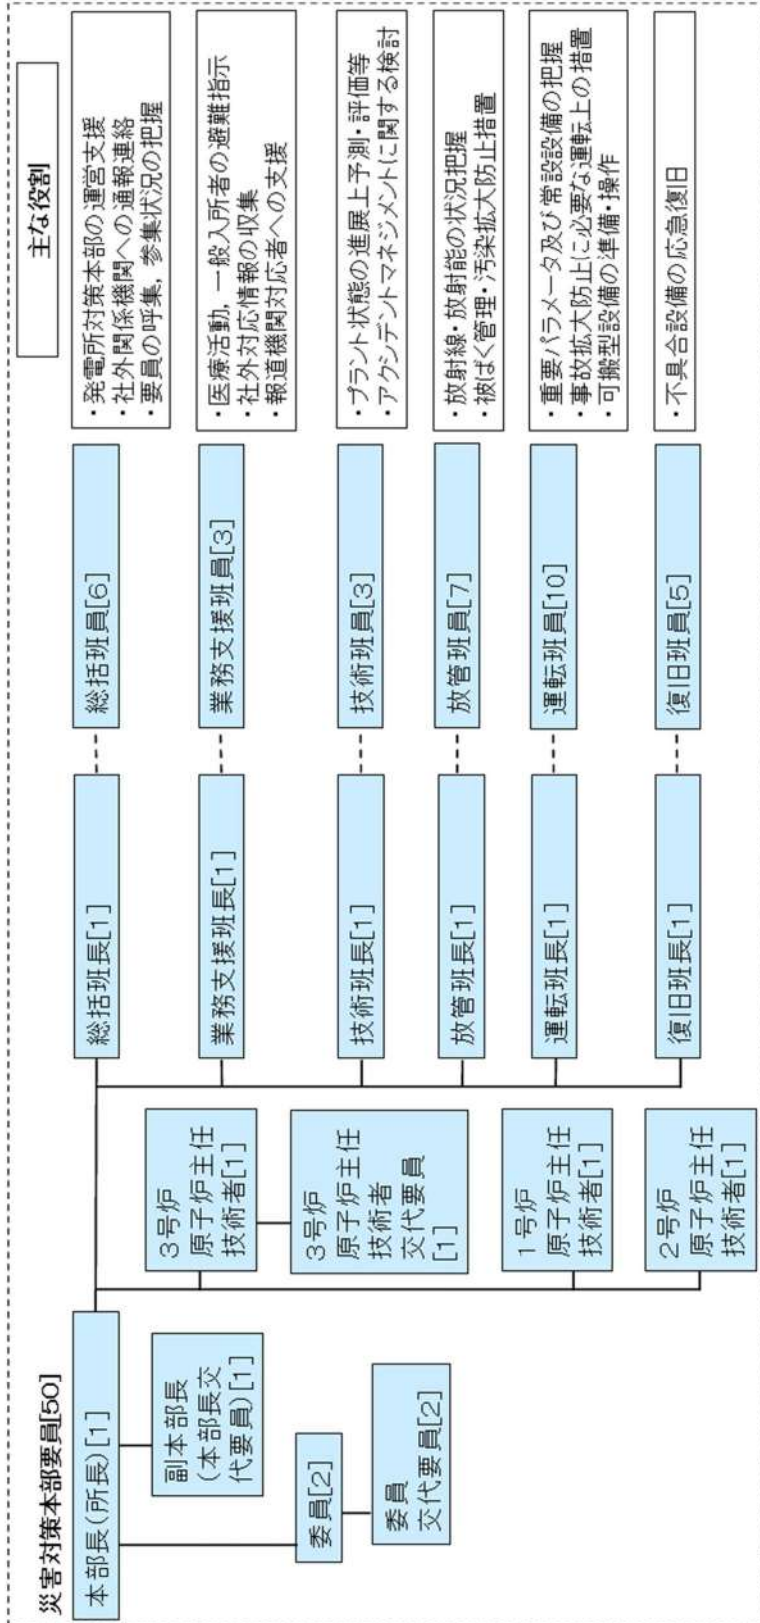 災害対策本部要員[50]
主な役割
本部長(所長)[1]
副本部長
(本部長交
代要員)[1]
委員[2]
委員
交代要員[2]
3号炉
原子炉主任
技術者[1]
3号炉
原子炉主任
技術者
交代要員
[1]
1号炉
原子炉主任
技術者[1]
2号炉
原子炉主任
技術者[1]
総括班長[1]
総括班員[6]
・発電所対策本部の運営支援
・社外関係機関への通報連絡
・要員の呼集，参集状況の把握
業務支援班長[1]
業務支援班員[3]
・医療活動，一般入所者の避難指示
・社外対応情報の収集
・報道機関対応者への支援
技術班長[1]
技術班員[3]
・プラント状態の進展上予測・評価等
・アクシデントマネジメントに関する検討
放管班長[1]
放管班員[7]
・放射線・放射能の状況把握
・被ばく管理・汚染拡大防止措置
運転班長[1]
運転班員[10]
・重要パラメータ及び常設設備の把握
・事故拡大防止に必要な運転上の措置
・可搬型設備の準備・操作
復旧班長[1]
復旧班員[5]
・不具合設備の応急復旧